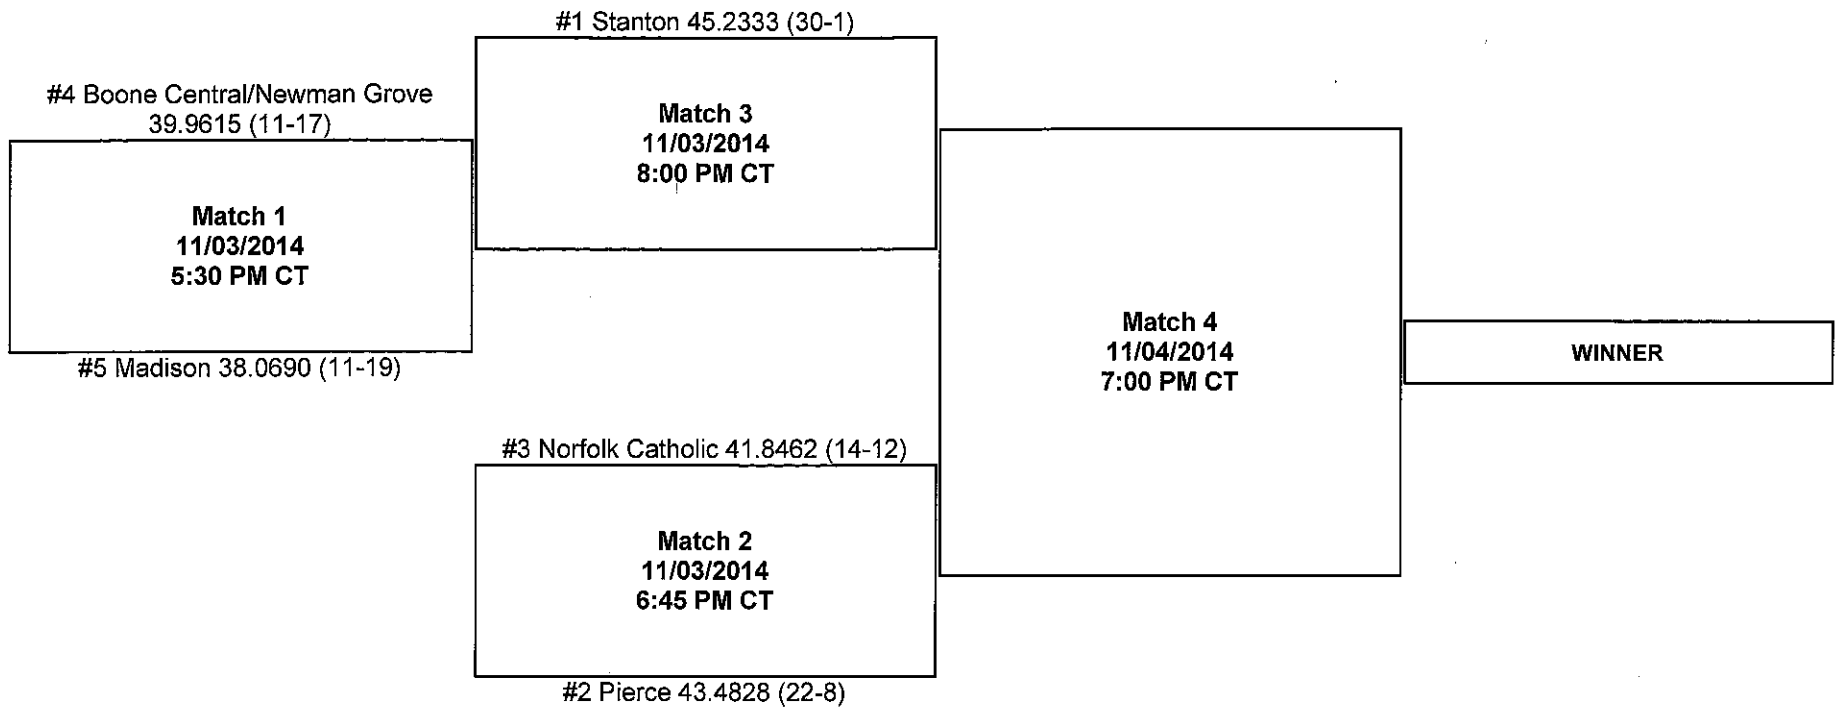 #1 Stanton 45.2333 (30-1)
#4 Boone Central/Newman Grove
39.9615 (11-17)
Match 3
11/03/2014
8:00 PM CT
Match 1
11/03/2014
5:30 PM CT
#5 Madison 38.0690 (11-19)
Match 4
11/04/2014
7:00 PM CT
WINNER
#3 Norfolk Catholic 41.8462 (14-12)
Match 2
11/03/2014
6:45 PM CT
#2 Pierce 43.4828 (22-8)